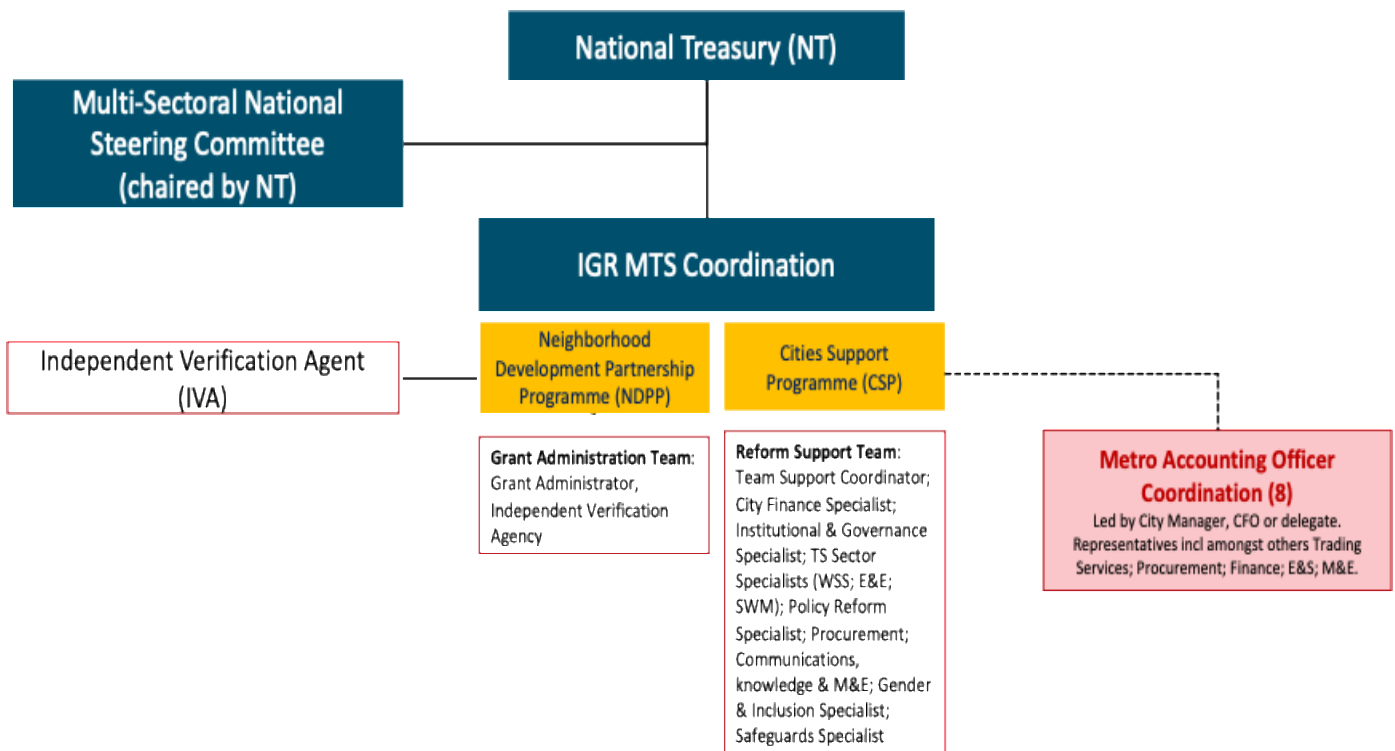 National Treasury (NT)
Multi-Sectoral National
Steering Committee
(chaired by NT)
IGR MTS Coordination
Independent Verification Agent
(IVA)
Neighborhood
Development Partnership
Programme (NDPP)
Cities Support
Programme (CSP)
Grant Administration Team:
Grant Administrator,
Independent Verification
Agency
Reform Support Team:
Team Support Coordinator;
City Finance Specialist;
Institutional & Governance
Specialist; TS Sector
Specialists (WSS; E&E;
SWM); Policy Reform
Specialist; Procurement;
Communications,
knowledge & M&E; Gender
& Inclusion Specialist;
Safeguards Specialist
Metro Accounting Officer
Coordination (8)
Led by City Manager, CFO or delegate.
Representatives incl amongst others Trading
Services; Procurement; Finance; E&S; M&E.